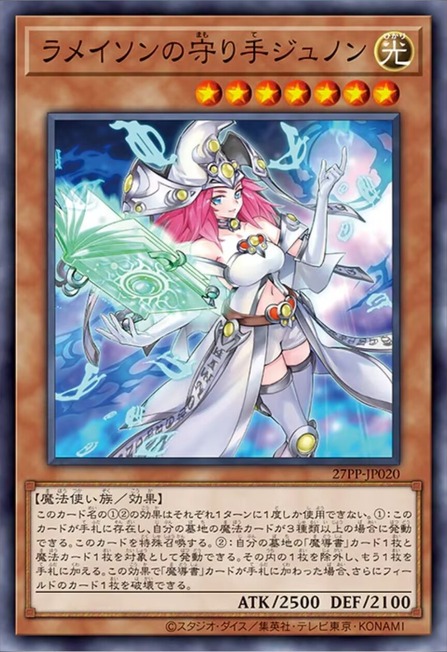 ラメイソンの守り手ジュノン 光
27PP-JP020
【魔法使い族／効果】
このカード名の①②の効果はそれぞれ1ターンに1度しか使用できない。①：こ
のカードが手札に存在し、自分の墓地の魔法カードが3種類以上の場合に発動
できる。このカードを特殊召喚する。②：自分の墓地の「魔導書」カード1枚と
魔法カード1枚を対象として発動できる。その内の1枚を除外し、もう1枚を
手札に加える。この効果で「魔導書」カードが手札に加わった場合、さらにフィー
ルドのカード1枚を破壊できる。
ATK/2500 DEF/2100
©スタジオ・ダイス／集英社・テレビ東京・KONAMI